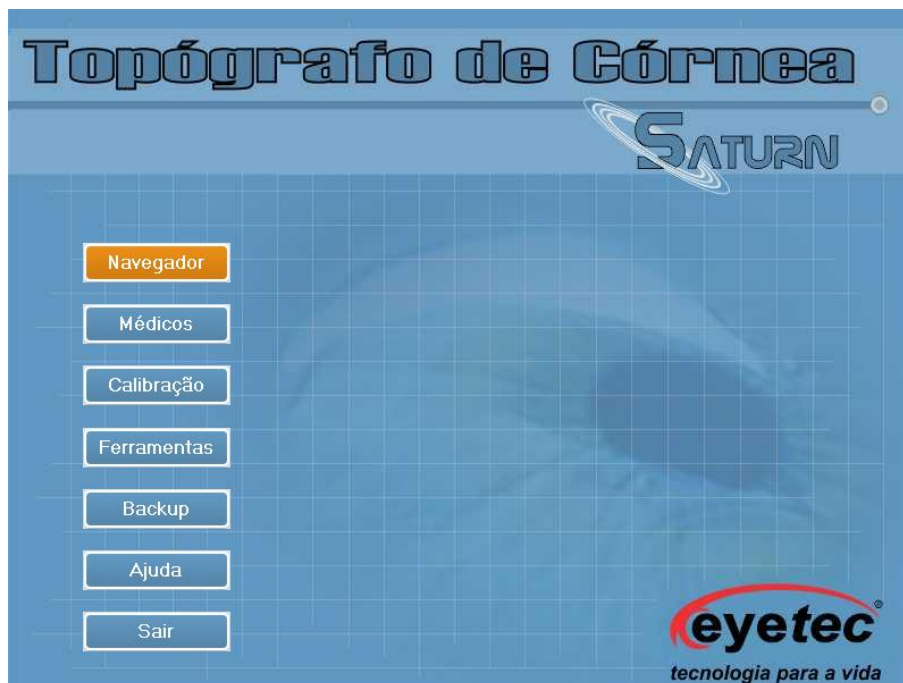 Topógrafo de Córnea
SATURN
Navegador
Médicos
Calibração
Ferramentas
Backup
Ajuda
Sair
eyetec®
tecnologia para a vida